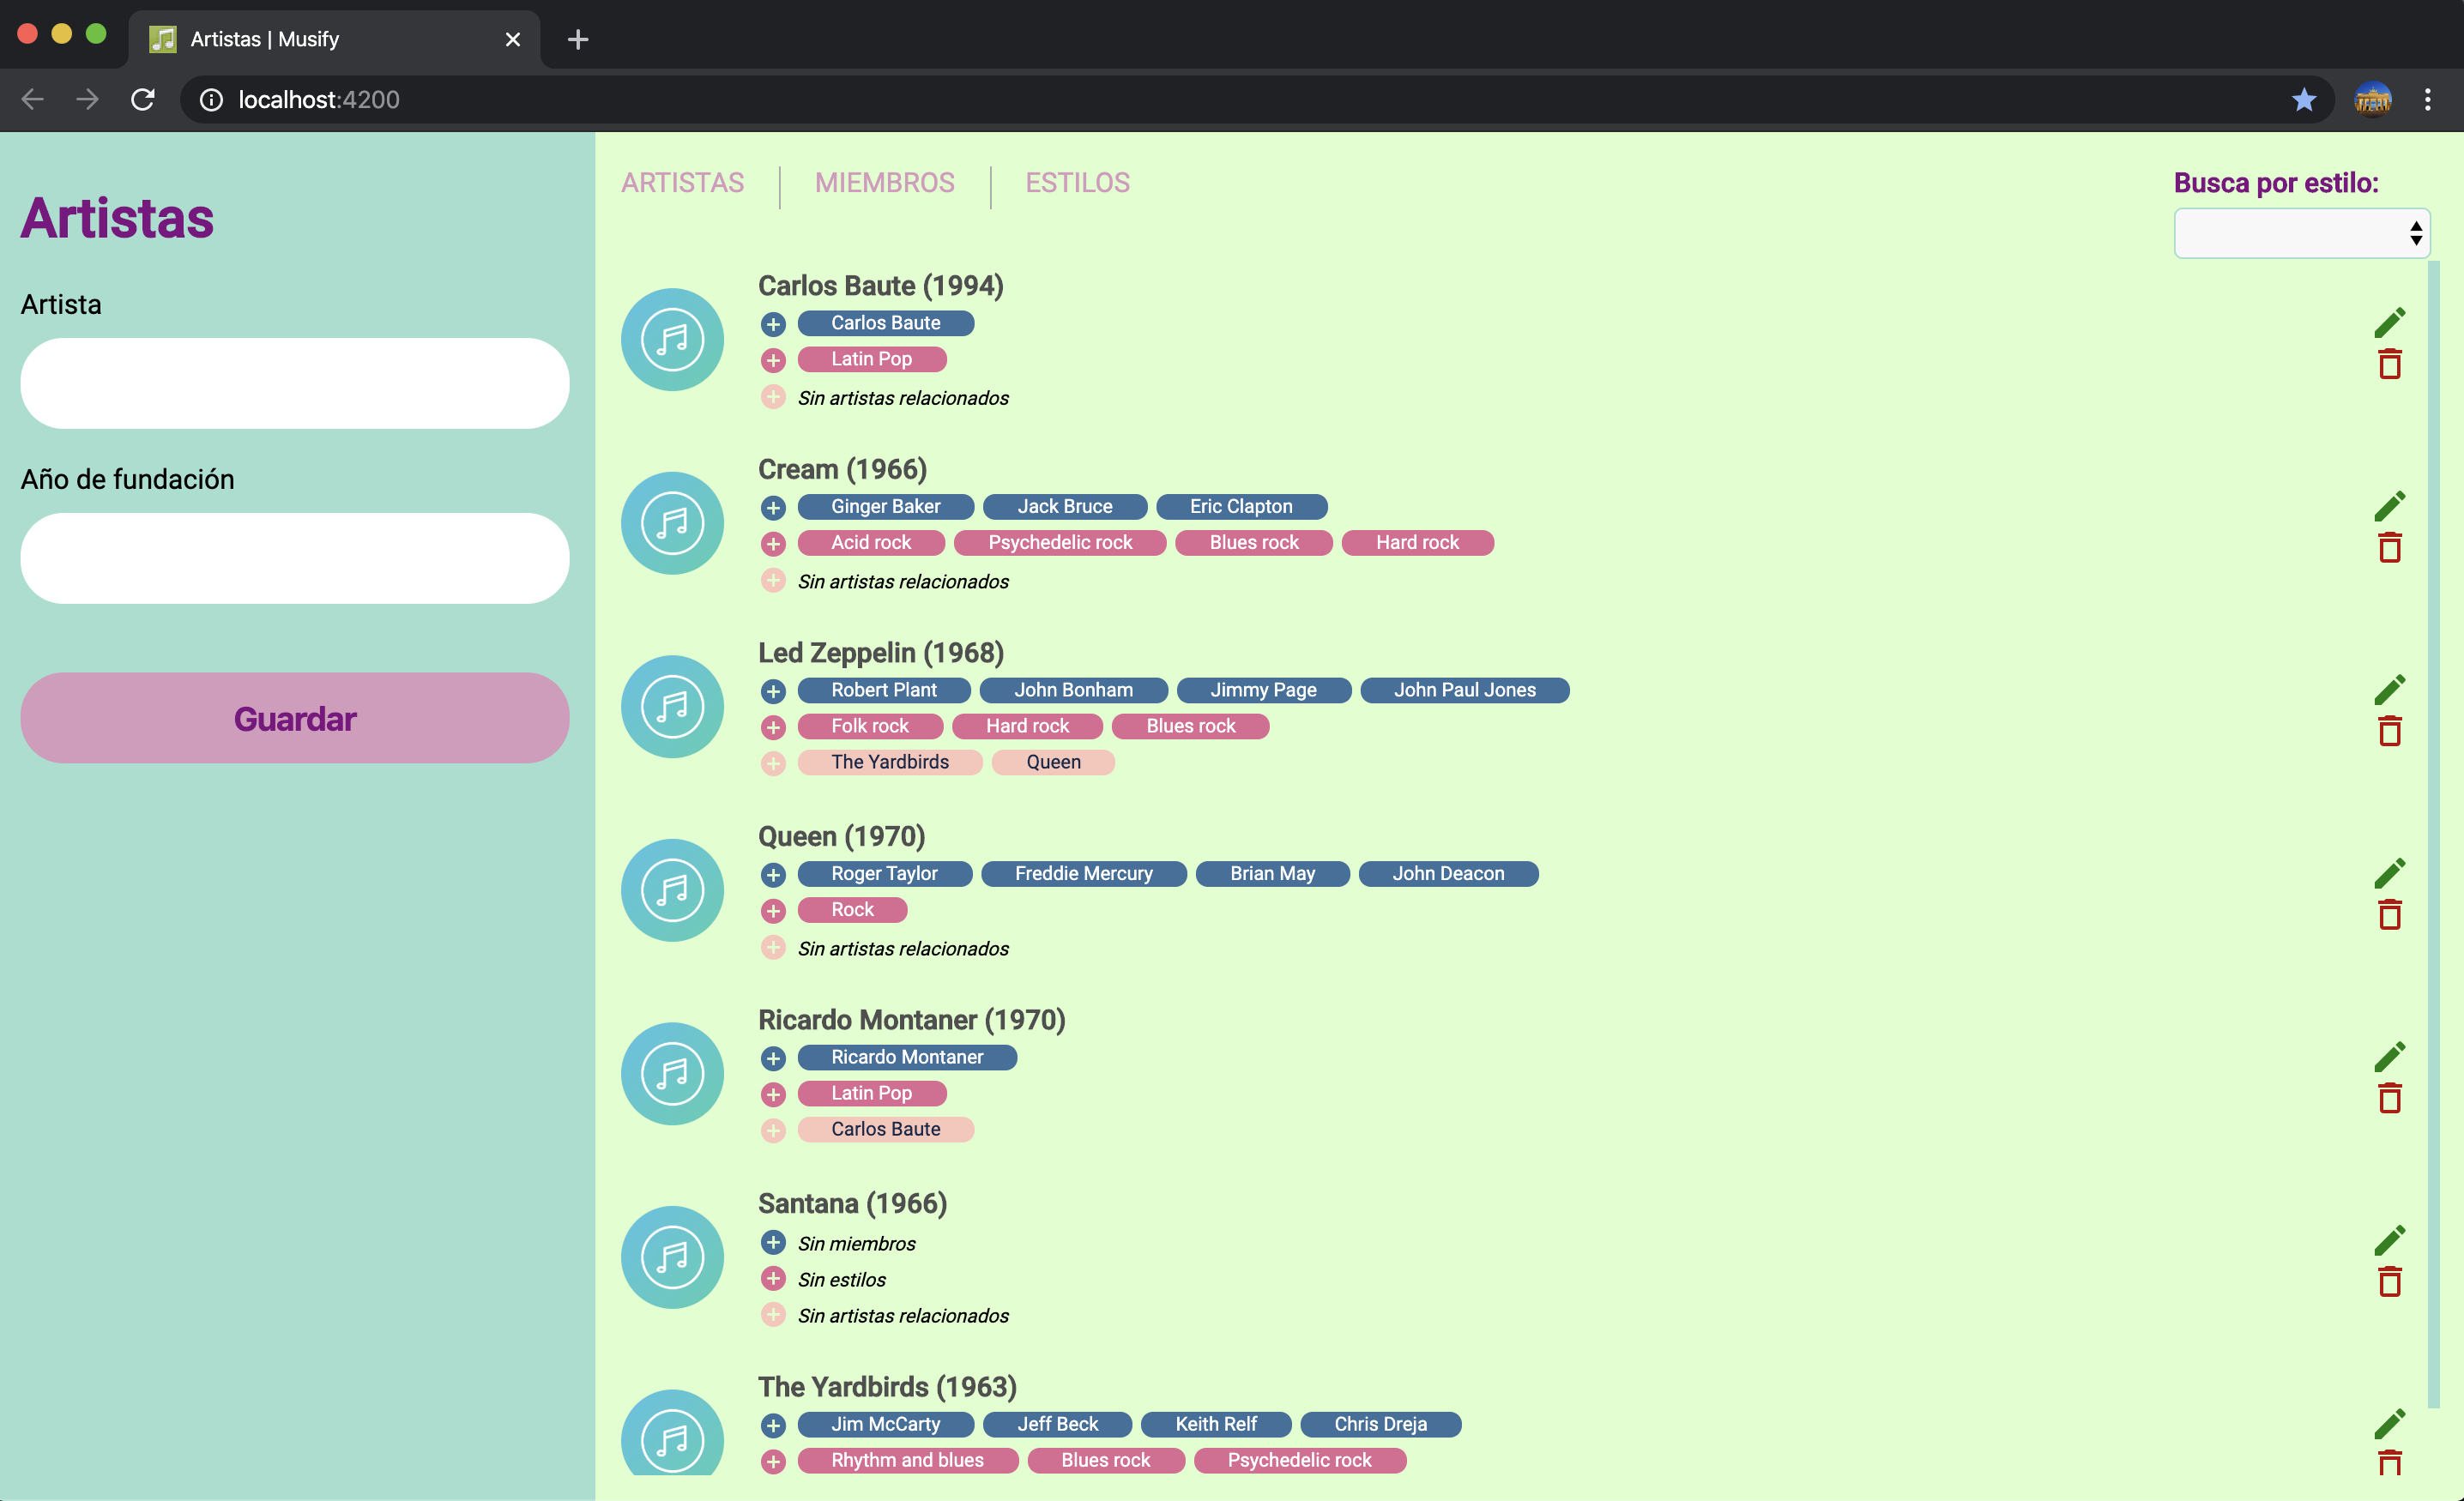 Artistas | Musify
localhost:4200
Artistas
Artista
Año de fundación
Guardar
ARTISTAS MIEMBROS ESTILOS
Busca por estilo:
Carlos Baute (1994)
Carlos Baute
Latin Pop
Sin artistas relacionados
Cream (1966)
Ginger Baker Jack Bruce Eric Clapton
Acid rock Psychedelic rock Blues rock Hard rock
Sin artistas relacionados
Led Zeppelin (1968)
Robert Plant John Bonham Jimmy Page John Paul Jones
Folk rock Hard rock Blues rock
The Yardbirds Queen
Queen (1970)
Roger Taylor Freddie Mercury Brian May John Deacon
Rock
Sin artistas relacionados
Ricardo Montaner (1970)
Ricardo Montaner
Latin Pop
Carlos Baute
Santana (1966)
Sin miembros
Sin estilos
Sin artistas relacionados
The Yardbirds (1963)
Jim McCarty Jeff Beck Keith Relf Chris Dreja
Rhythm and blues Blues rock Psychedelic rock